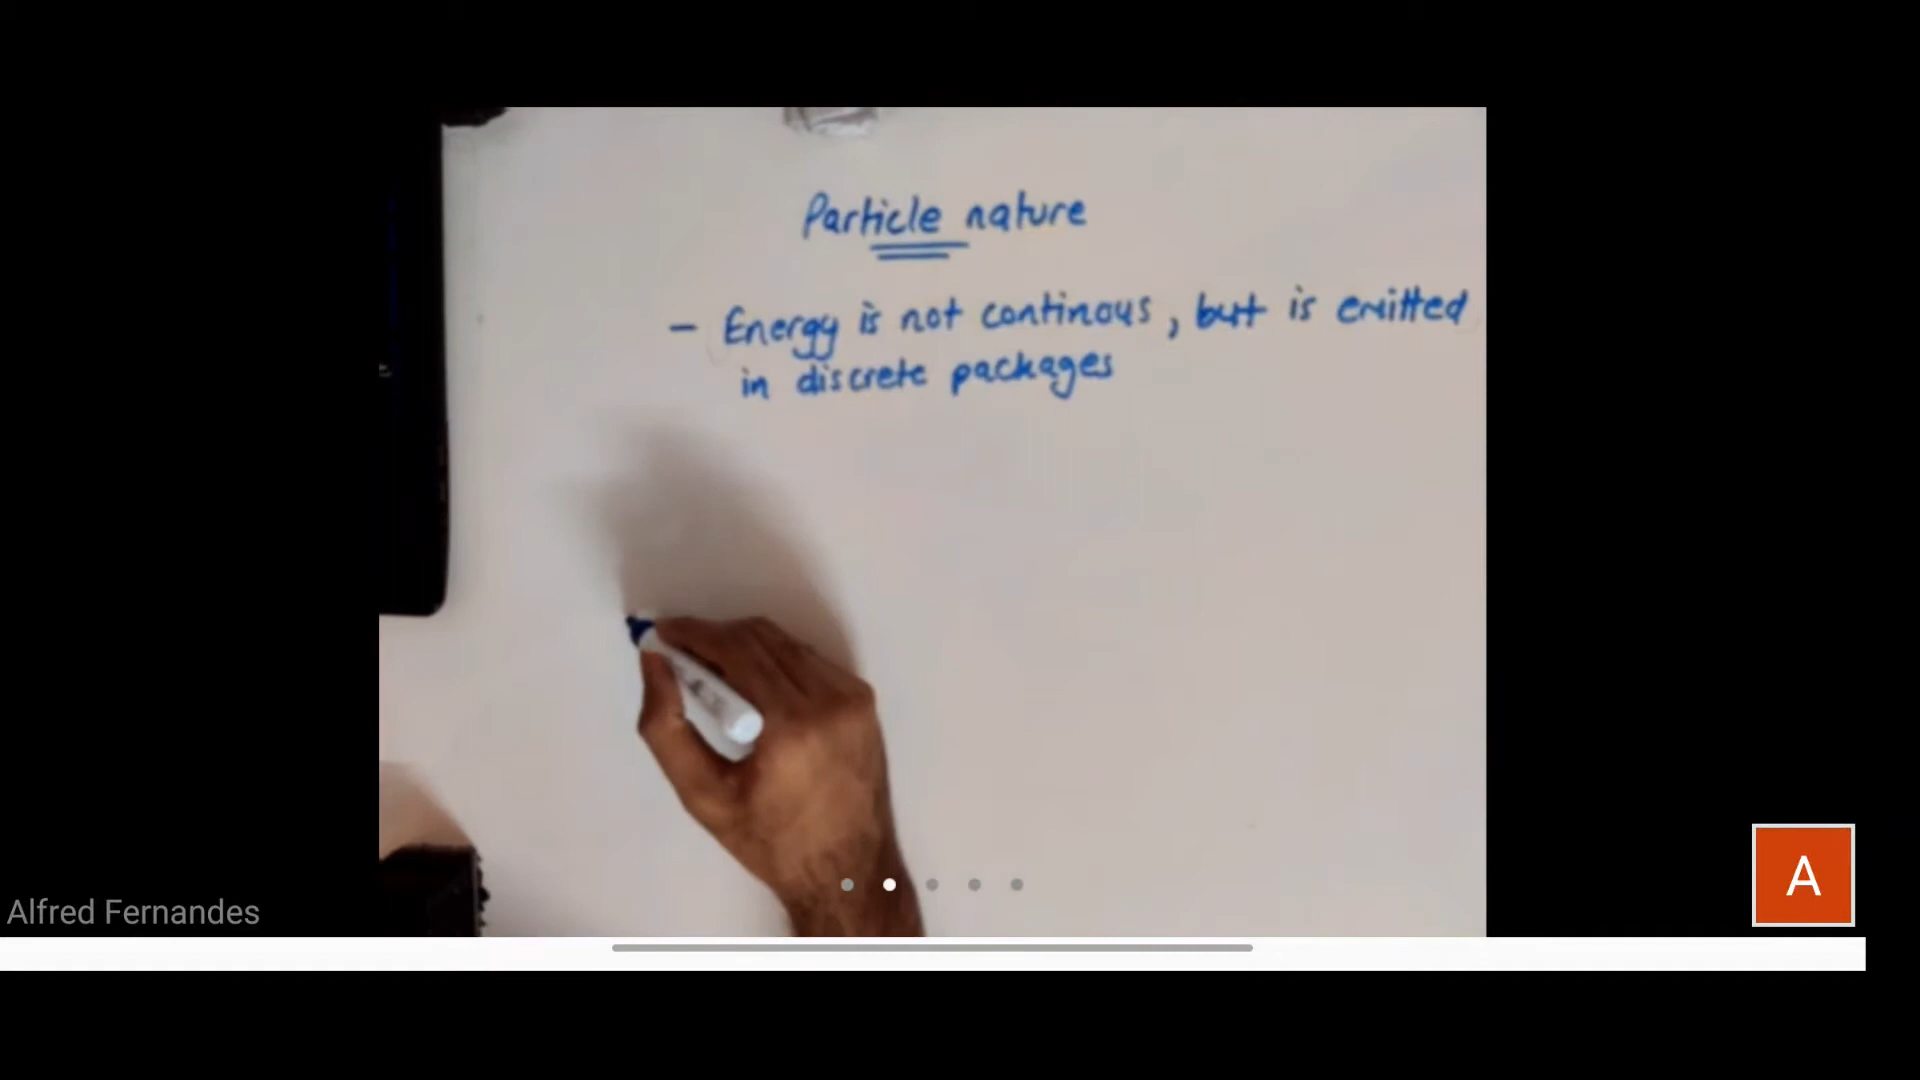 Particle nature
— Energy is not continous, but is emitted
in discrete packages
Alfred Fernandes
A